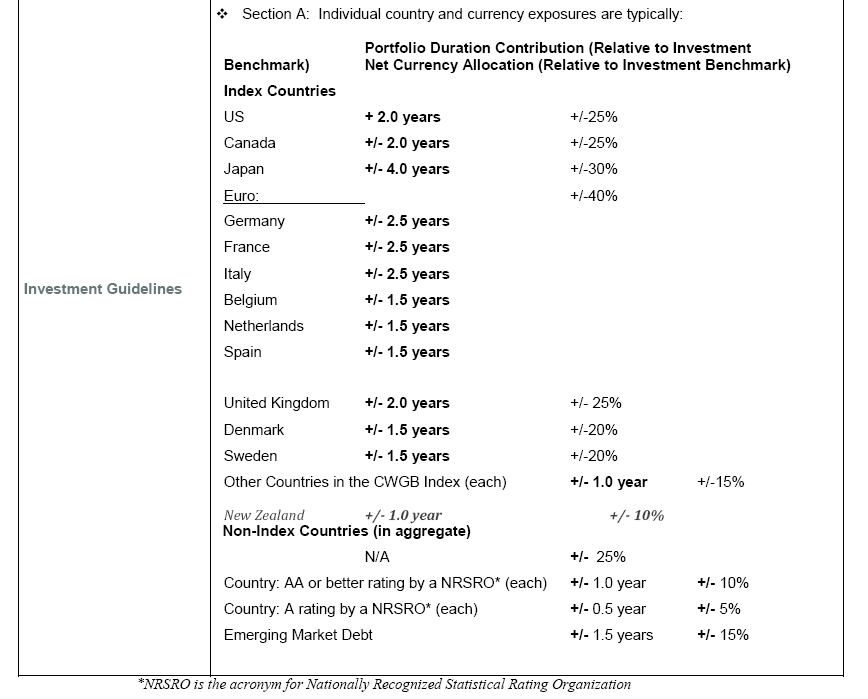 ❖ Section A: Individual country and currency exposures are typically:
Portfolio Duration Contribution (Relative to Investment
Benchmark) Net Currency Allocation (Relative to Investment Benchmark)
Index Countries
US + 2.0 years +/-25%
Canada +/- 2.0 years +/-25%
Japan +/- 4.0 years +/-30%
Euro: +/-40%
Germany +/- 2.5 years
France +/- 2.5 years
Italy +/- 2.5 years
Investment Guidelines
Belgium +/- 1.5 years
Netherlands +/- 1.5 years
Spain +/- 1.5 years
United Kingdom +/- 2.0 years +/- 25%
Denmark +/- 1.5 years +/-20%
Sweden +/- 1.5 years +/-20%
Other Countries in the CWGB Index (each) +/- 1.0 year +/-15%
New Zealand +/- 1.0 year +/- 10%
Non-Index Countries (in aggregate)
N/A +/- 25%
Country: AA or better rating by a NRSRO* (each) +/- 1.0 year +/- 10%
Country: A rating by a NRSRO* (each) +/- 0.5 year +/- 5%
Emerging Market Debt +/- 1.5 years +/- 15%
*NRSRO is the acronym for Nationally Recognized Statistical Rating Organization